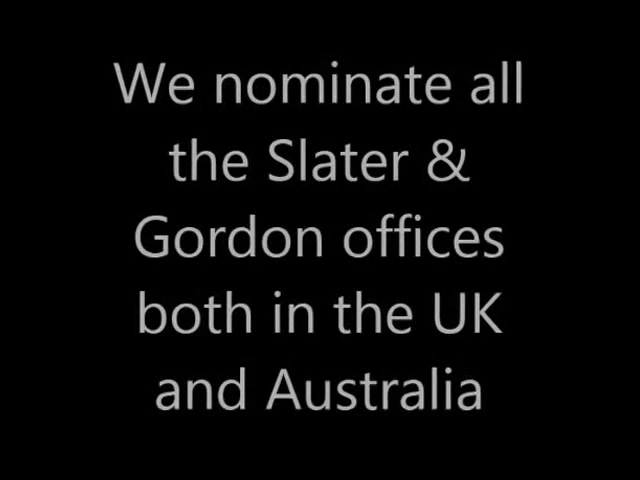 We nominate all
the Slater &
Gordon offices
both in the UK
and Australia